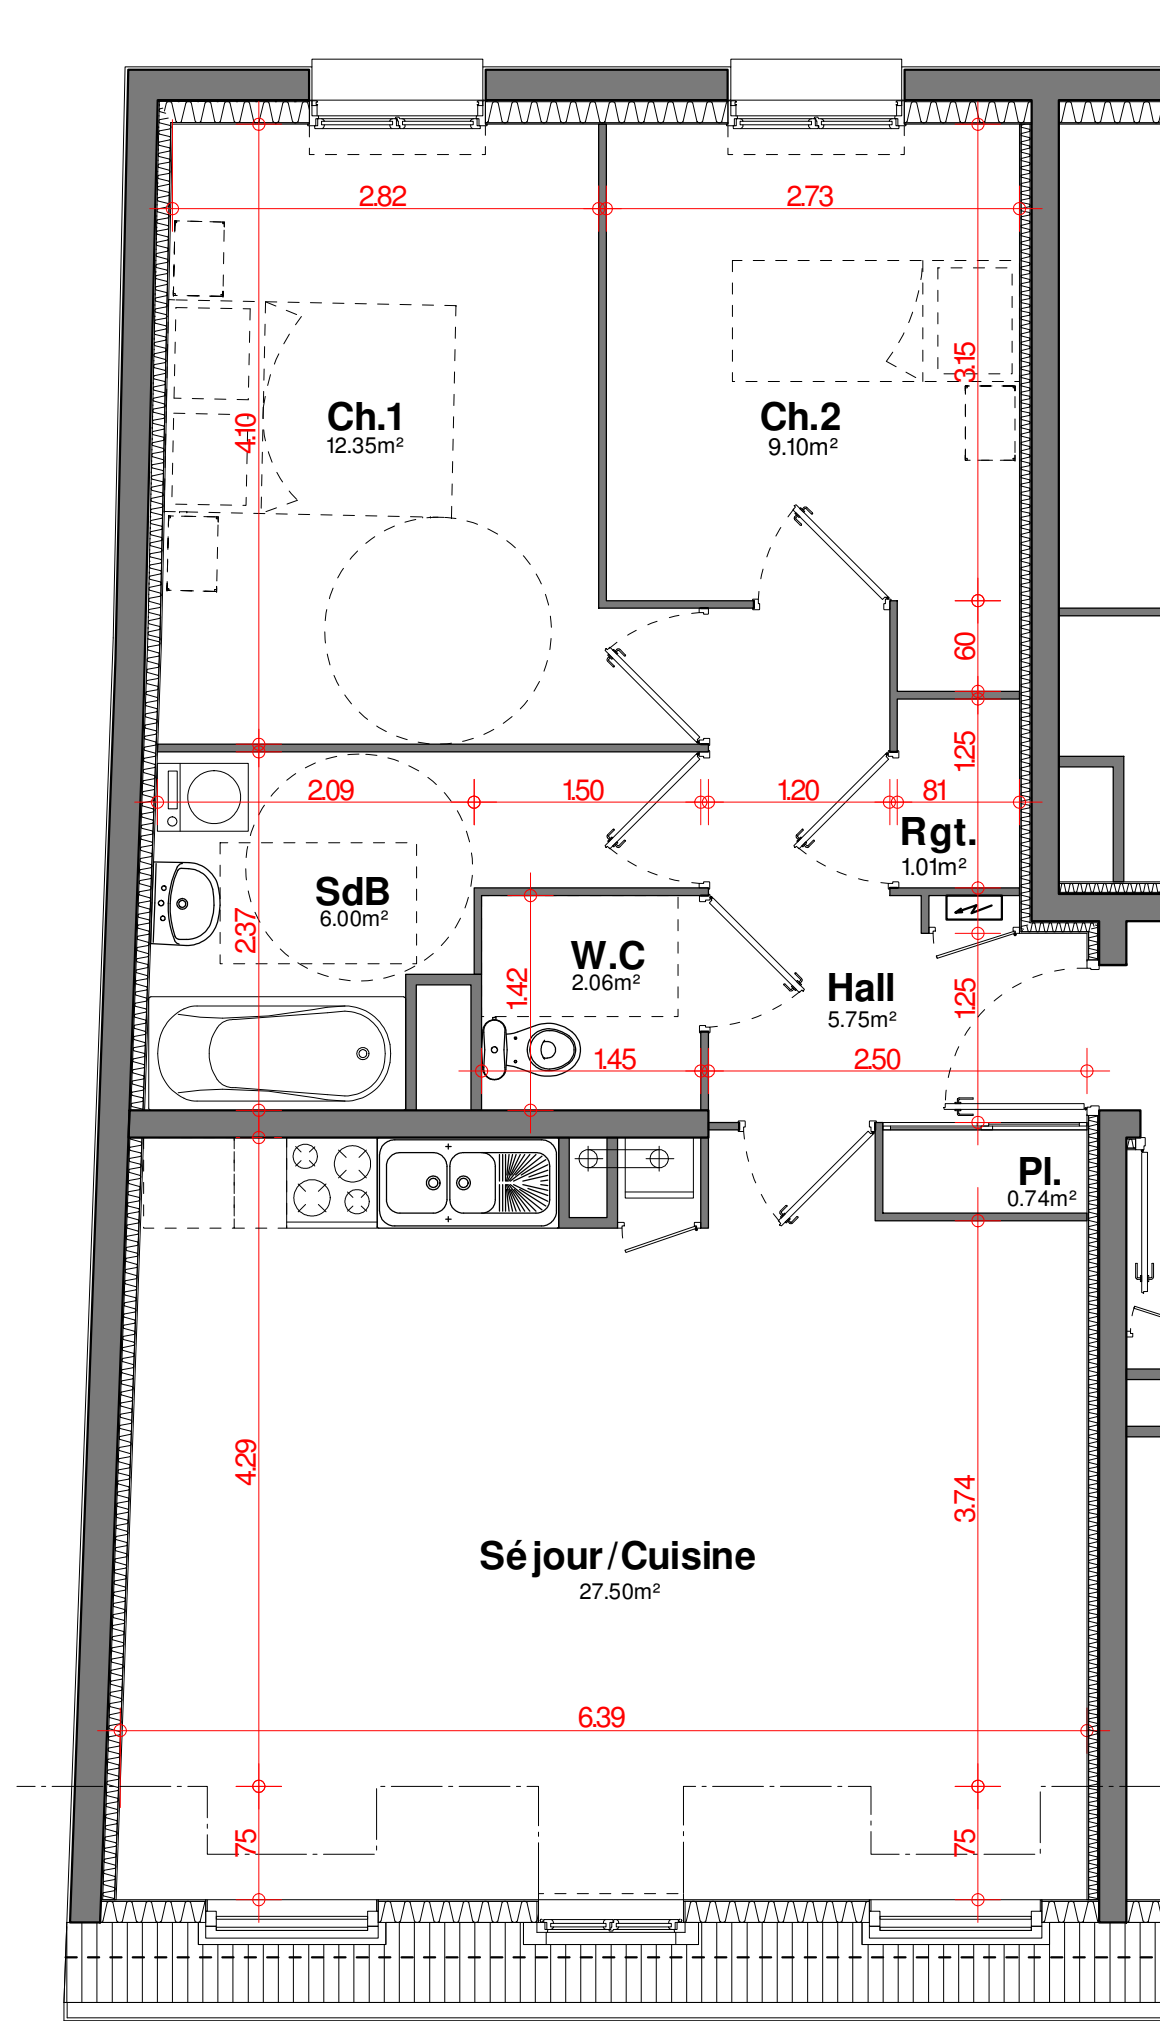 2.82
2.73
3.15
Ch.1
12.35m²
4.10
Ch.2
9.10m²
60
1.25
2.09
1.50
1.20
81
Rgt.
1.01m²
SdB
6.00m²
2.37
W.C
2.06m²
1.42
Hall
5.75m²
1.25
1.45
2.50
Pl.
0.74m²
4.29
3.74
Séjour/Cuisine
27.50m²
6.39
75
75